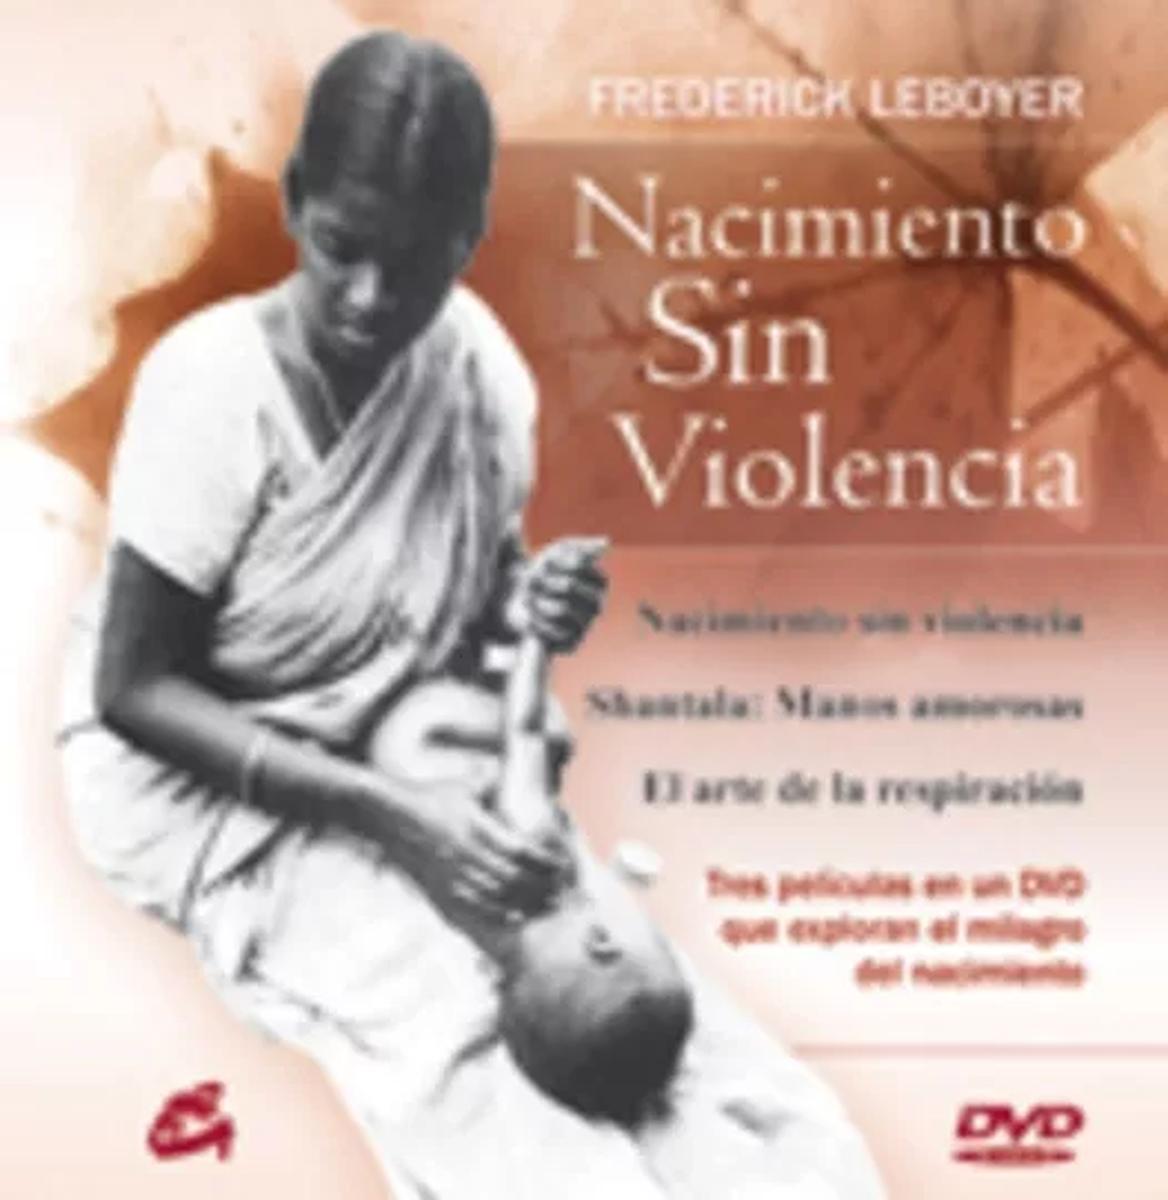 FREDERICK LEBOYER
Nacimiento
Sin
Violencia
Nacimiento sin violencia
Shantala: Manos amorosas
El arte de la respiración
Tres películas en un DVD
que exploran el milagro
del nacimiento
DVD